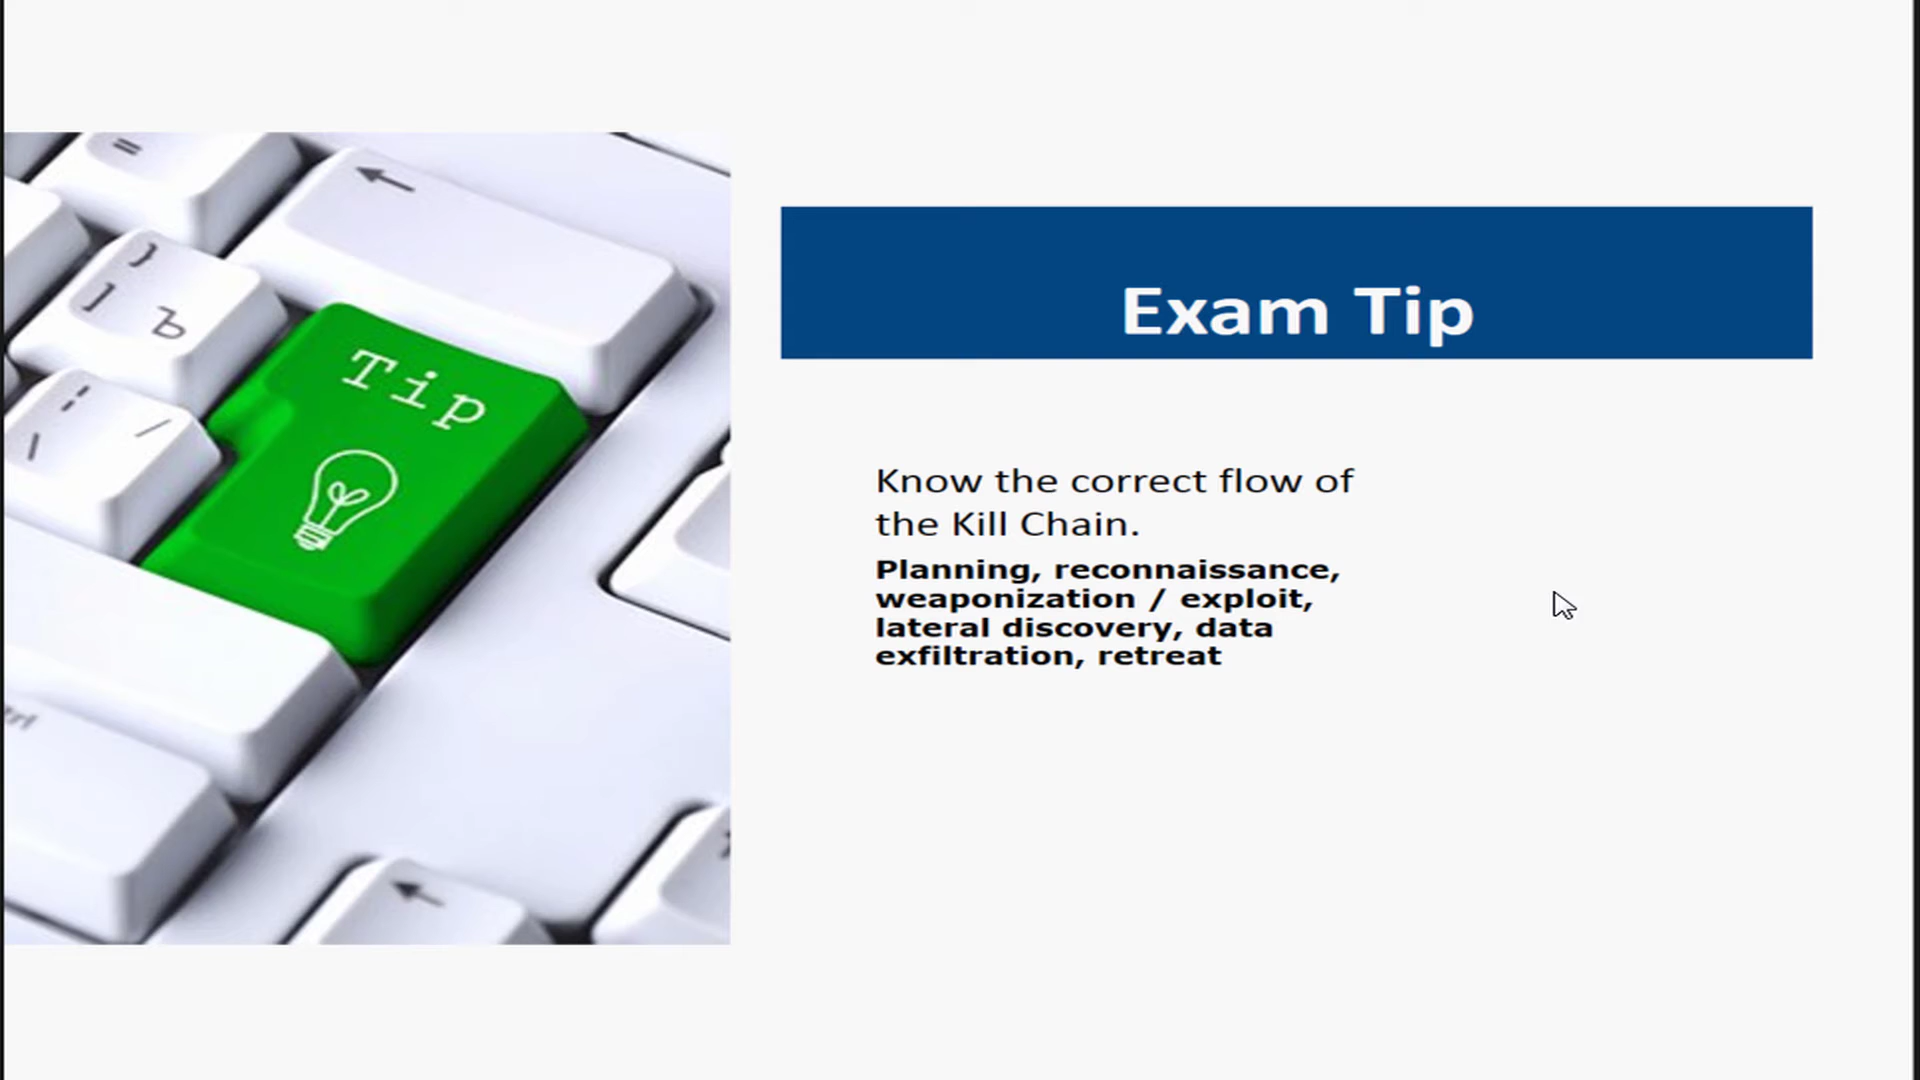 =
}
] Ъ
¦ /
\
Tip
Exam Tip
Know the correct flow of
the Kill Chain.
Planning, reconnaissance,
weaponization / exploit,
lateral discovery, data
exfiltration, retreat